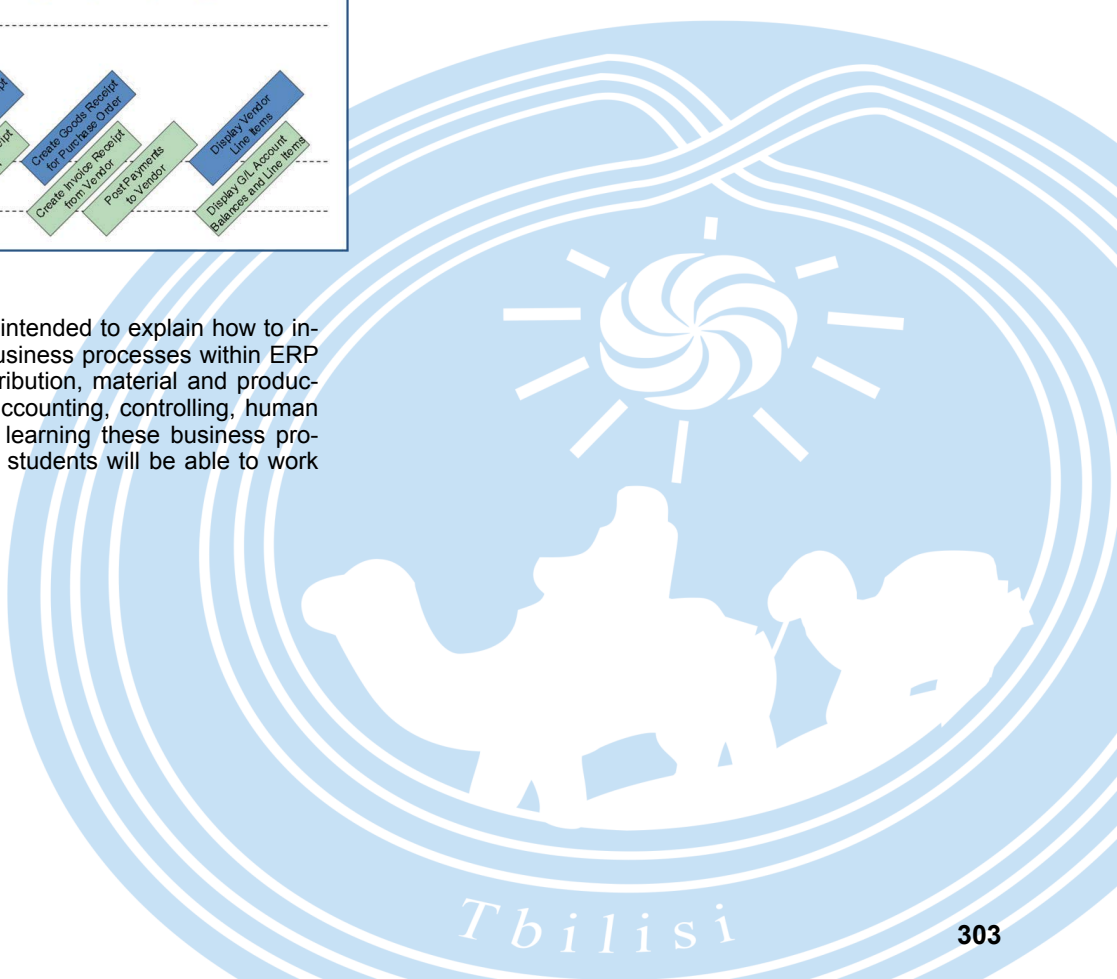 Create Goods Receipt
for Purchase Order
Create Invoice Receipt
from Vendor
Post Payments
to Vendor
Display Vendor
Line Items
Display G/L Account
Balances and Line Items
intended to explain how to in-
usiness processes within ERP
ribution, material and produc-
ccounting, controlling, human
learning these business pro-
students will be able to work
Tbilisi
303